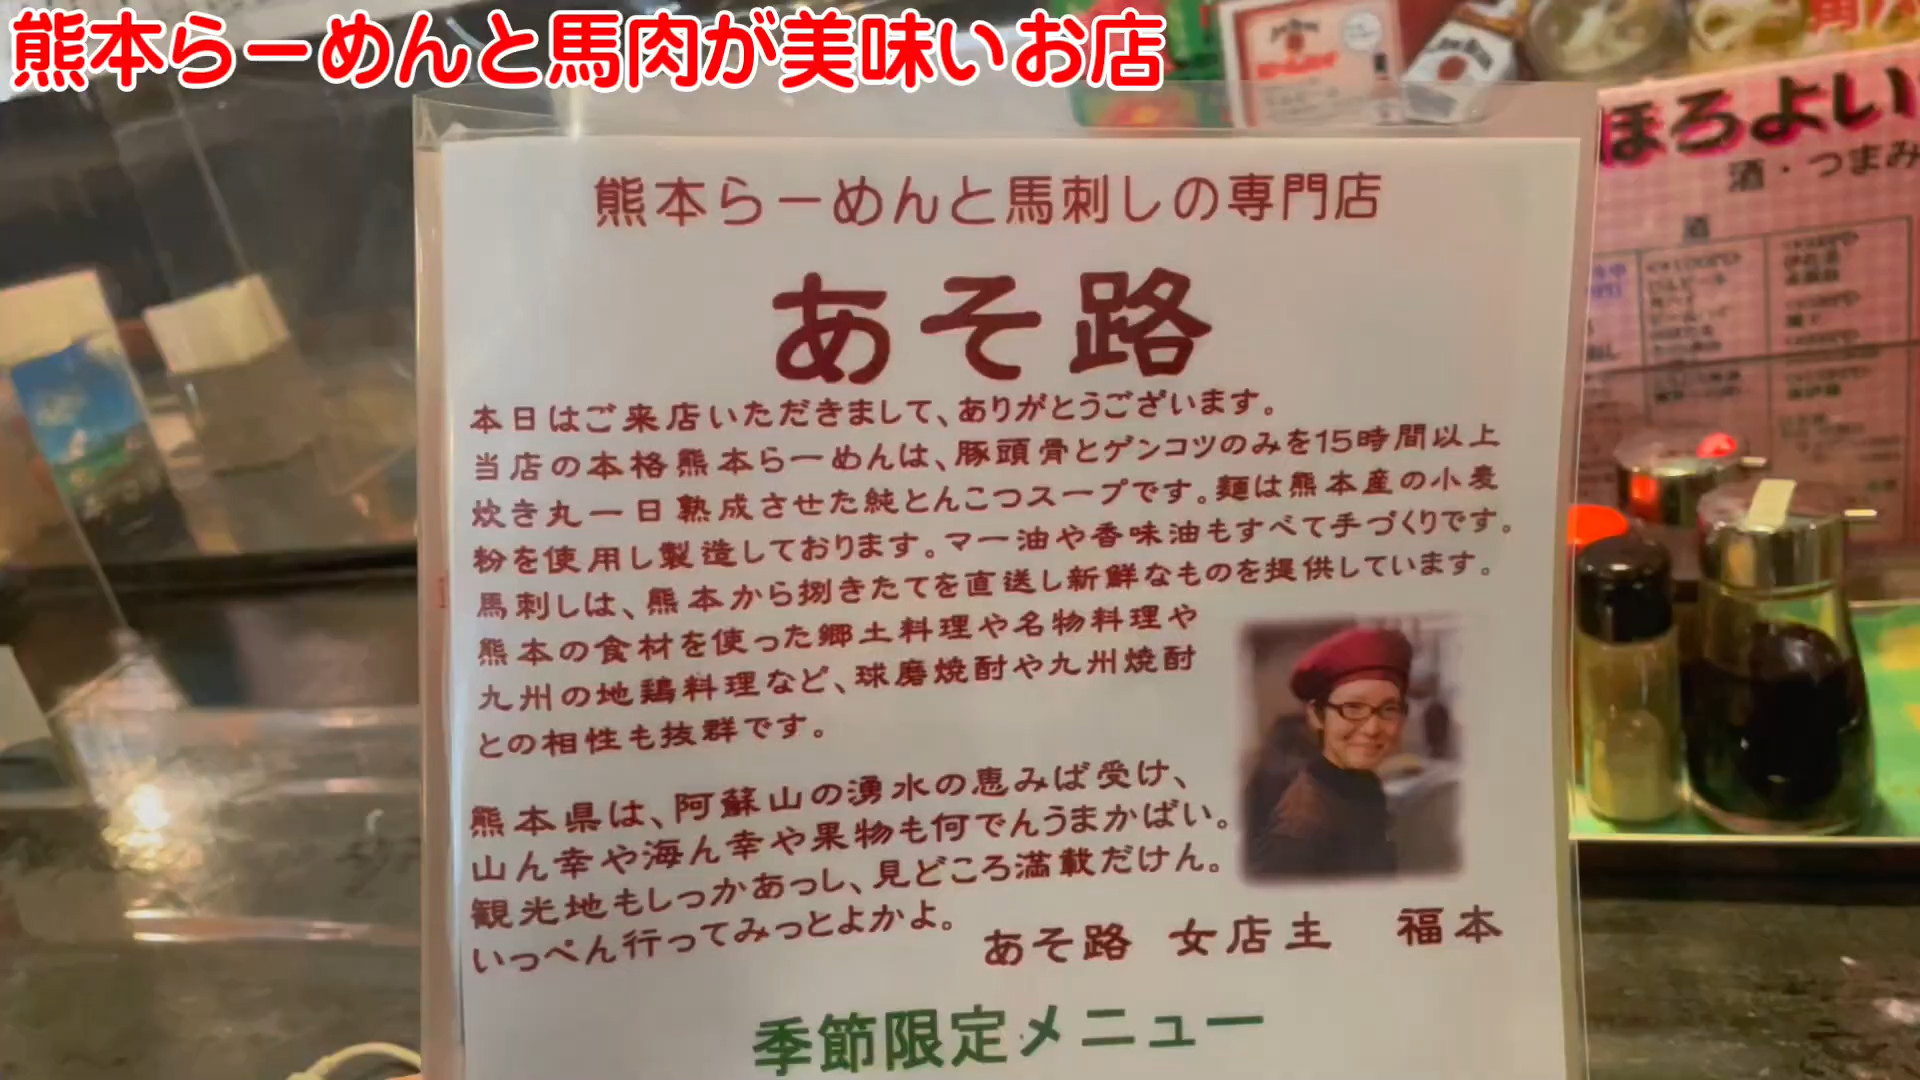 熊本らーめんと馬肉が美味いお店
熊本らーめんと馬刺しの専門店
あそ路
本日はご来店いただきまして、ありがとうございます。
当店の本格熊本らーめんは、豚頭骨とゲンコツのみを15時間以上
炊き丸一日熟成させた純とんこつスープです。麺は熊本産の小麦
粉を使用し製造しております。マー油や香味油もすべて手づくりです。
馬刺しは、熊本から捌きたてを直送し新鮮なものを提供しています。
熊本の食材を使った郷土料理や名物料理や
九州の地鶏料理など、球磨焼酎や九州焼酎
との相性も抜群です。
熊本県は、阿蘇山の湧水の恵みば受け、
山ん幸や海ん幸や果物も何でんうまかばい。
観光地もしっかあっし、見どころ満載だけん。
いっぺん行ってみっとよかよ。
あそ路 女店主 福本
季節限定メニュー
ほろよい
酒・つまみ
酒